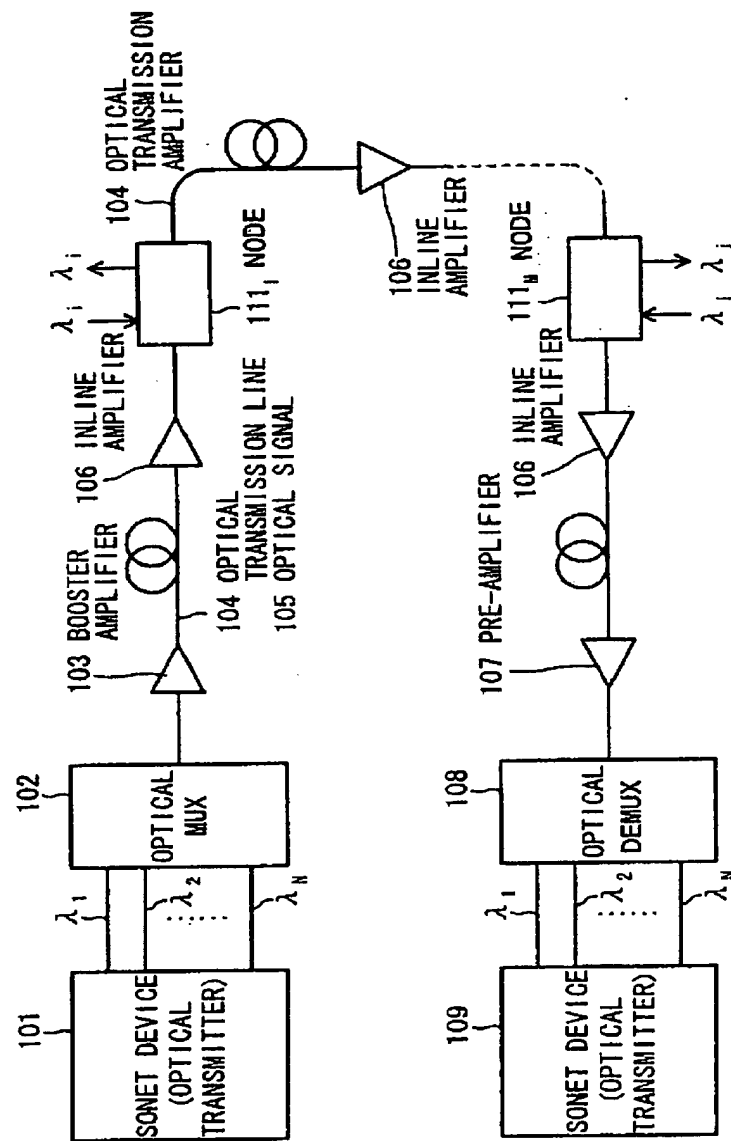 101
SONET DEVICE
(OPTICAL
TRANSMITTER)
λ1
λ2
λN
102
OPTICAL
MUX
103 BOOSTER
AMPLIFIER
104 OPTICAL
TRANSMISSION LINE
105 OPTICAL SIGNAL
106 INLINE
AMPLIFIER
λi
λi
1111 NODE
104 OPTICAL
TRANSMISSION
AMPLIFIER
106
INLINE
AMPLIFIER
109
SONET DEVICE
(OPTICAL
TRANSMITTER)
λ1
λ2
λN
108
OPTICAL
DEMUX
107 PRE-AMPLIFIER
106 INLINE
AMPLIFIER
111M NODE
λi
λi